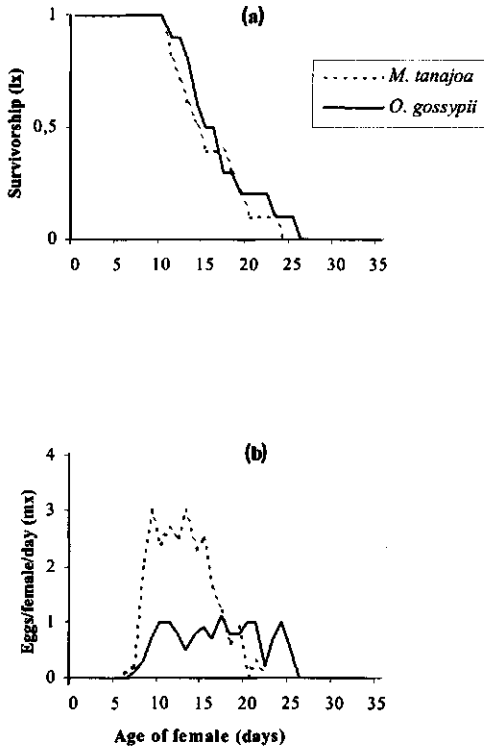 (a)
1
0,5
0
Survivorship (lx)
0 5 10 15 20 25 30 35
M. tanajoa
O. gossypii
(b)
4
3
2
1
0
Eggs/female/day (mx)
0 5 10 15 20 25 30 35
Age of female (days)